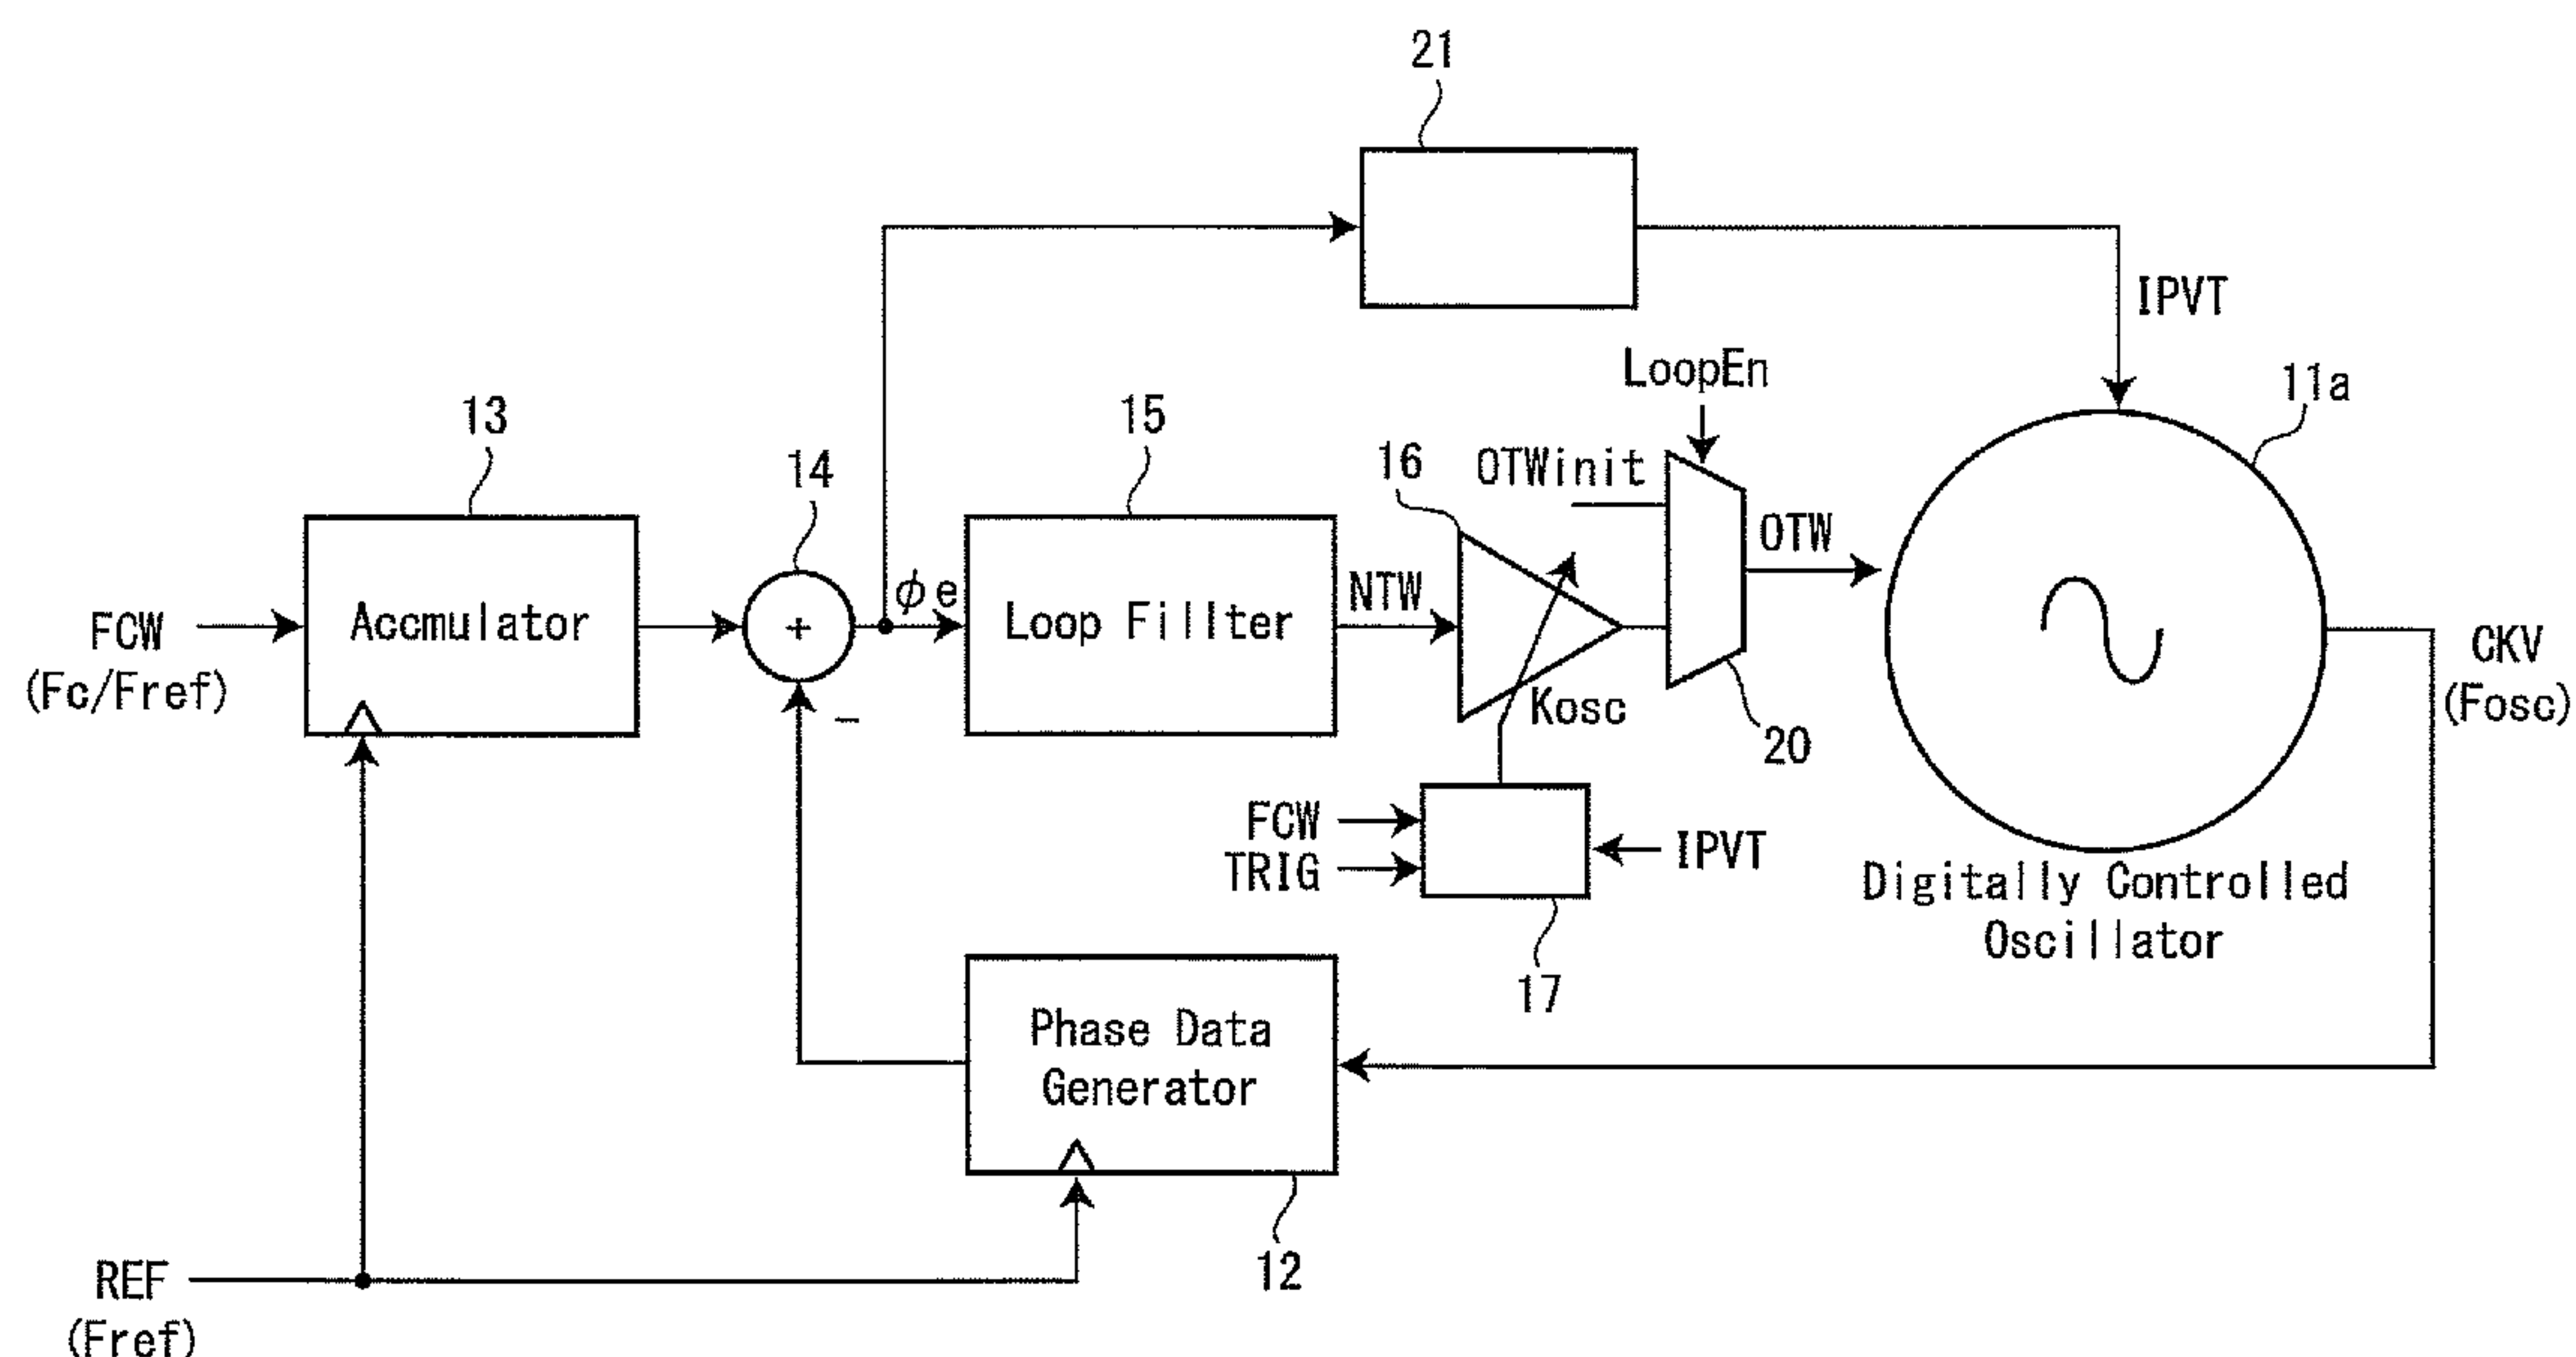 21
IPVT
LoopEn
11a
13
14
15
16
OTWinit
OTW
FCW
(Fc/Fref)
Accmulator
+
ϕe
Loop Fillter
NTW
Kosc
20
CKV
(Fosc)
−
FCW
TRIG
IPVT
17
Digitally Controlled
Oscillator
Phase Data
Generator
12
REF
(Fref)